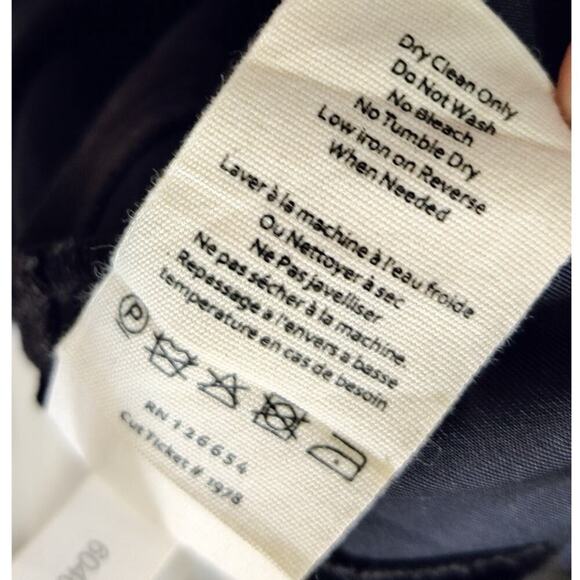 Dry Clean Only
Do Not Wash
No Bleach
No Tumble Dry
Low iron on Reverse
When Needed
Laver à la machine à l'eau froide
Ou Nettoyer à sec
Ne Pas javelliser
Ne pas sécher à la machine
Repassage a l'envers a basse
temperature en cas de besoin
P
RN 126654
Cut Ticket # 1978